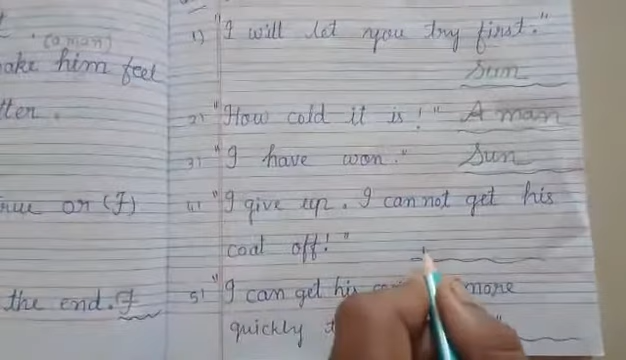 (a man)
ake him feel
tter.
True or (F)
the end. F
1) "I will let you try first."
Sun
2) "How cold it is!" A man
3) "I have won." Sun
4) "I give up. I cannot get his
coat off!"
5) "I can get his more
quickly